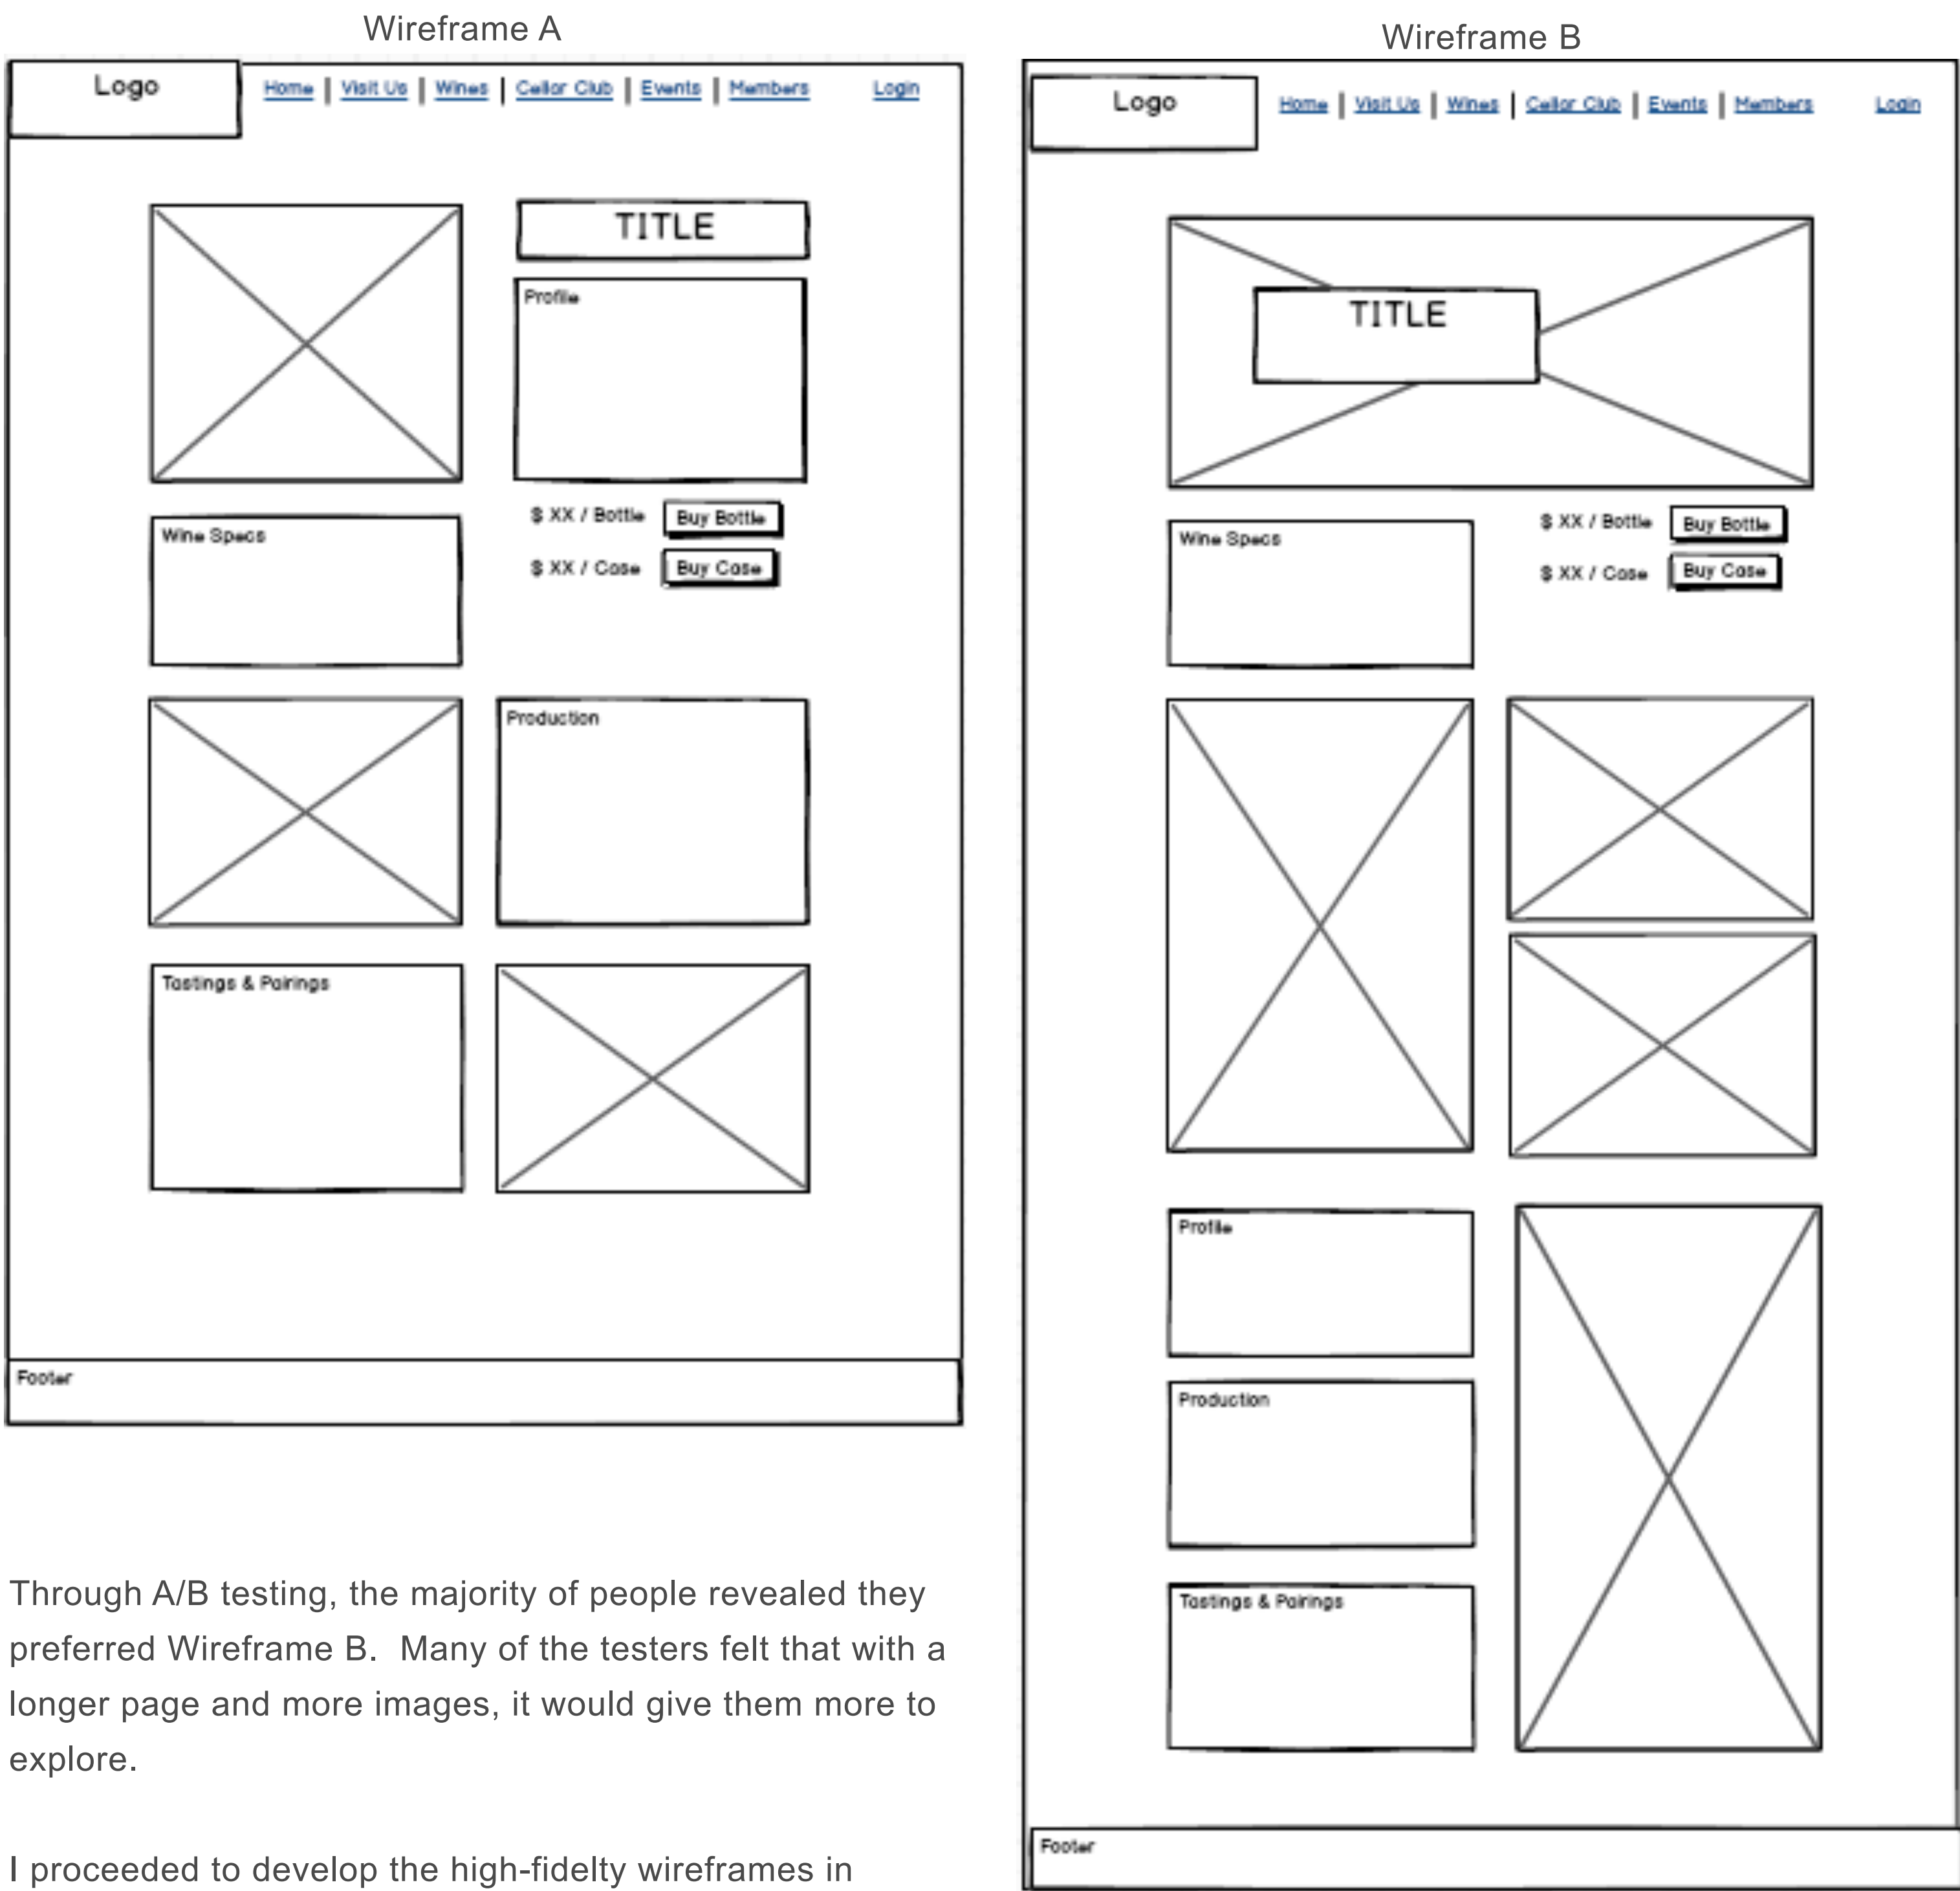 Wireframe A
Logo
Home | Visit Us | Wines | Cellar Club | Events | Members Login
TITLE
Profile
$ XX / Bottle Buy Bottle
$ XX / Case Buy Case
Wine Specs
Production
Tastings & Pairings
Footer
Through A/B testing, the majority of people revealed they
preferred Wireframe B.  Many of the testers felt that with a
longer page and more images, it would give them more to
explore.
I proceeded to develop the high-fidelty wireframes in
Wireframe B
Logo
Home | Visit Us | Wines | Cellar Club | Events | Members Login
TITLE
Wine Specs
$ XX / Bottle Buy Bottle
$ XX / Case Buy Case
Profile
Production
Tastings & Pairings
Footer